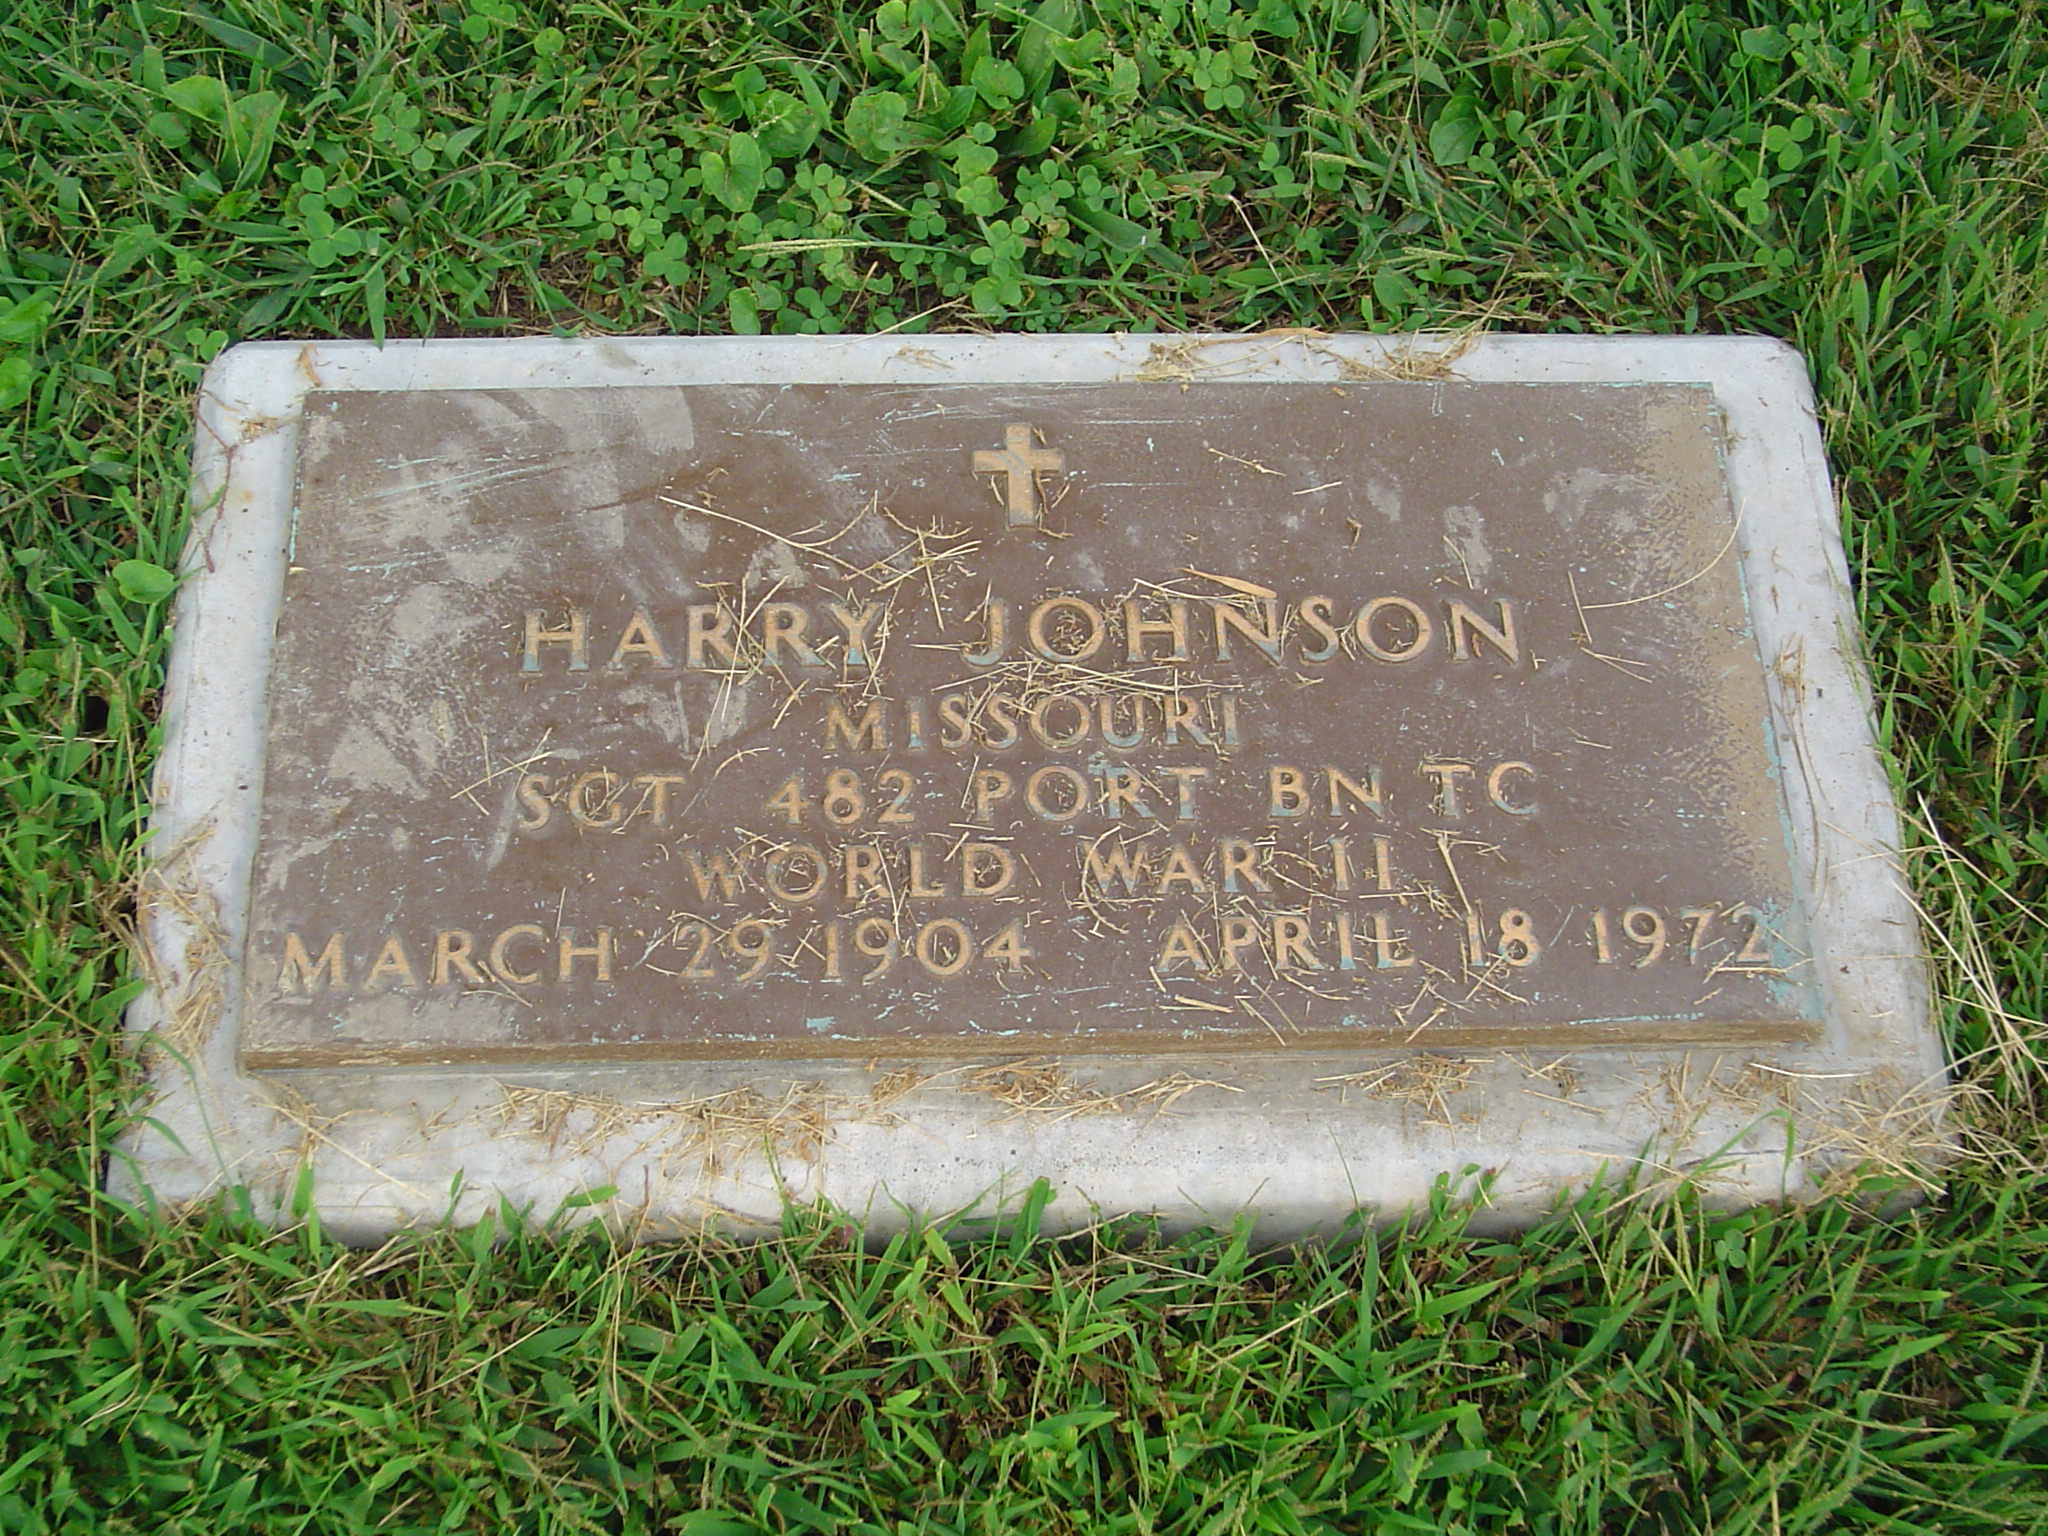 HARRY JOHNSON
MISSOURI
SGT 482 PORT BN TC
WORLD WAR II
MARCH 29 1904 APRIL 18 1972